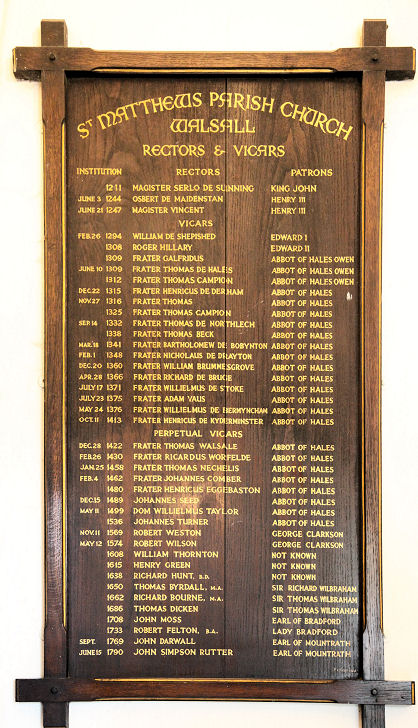 ST MATTHEWS PARISH CHURCH
WALSALL
RECTORS & VICARS
INSTITUTION RECTORS PATRONS
1241 MAGISTER SERLO DE SUNNING KING JOHN
JUNE 3 1244 OSBERT DE MAIDENSTAN HENRY III
JUNE 21 1247 MAGISTER VINCENT HENRY III
VICARS
FEB. 26 1294 WILLIAM DE SHEPISHED EDWARD I
1308 ROGER HILLARY EDWARD II
1309 FRATER GALFRIDUS ABBOT OF HALES OWEN
JUNE 10 1309 FRATER THOMAS DE HALEIS ABBOT OF HALES OWEN
1312 FRATER THOMAS CAMPION ABBOT OF HALES OWEN
DEC. 22 1315 FRATER HENRICUS DE DERHAM ABBOT OF HALES
NOV. 27 1316 FRATER THOMAS ABBOT OF HALES
1325 FRATER THOMAS CAMPION ABBOT OF HALES
SEP. 14 1332 FRATER THOMAS DE NORTHLECH ABBOT OF HALES
1338 FRATER THOMAS BECK ABBOT OF HALES
MAR. 18 1341 FRATER BARTHOLOMEW DE BOBYNTON ABBOT OF HALES
FEB. 1 1348 FRATER NICHOLAUS DE DRAYTON ABBOT OF HALES
DEC. 20 1360 FRATER WILLIAM BRUMMESGROVE ABBOT OF HALES
APR. 28 1366 FRATER RICHARD DE BRUGE ABBOT OF HALES
JULY 17 1371 FRATER WILLIELMUS DE STOKE ABBOT OF HALES
JULY 23 1375 FRATER ADAM VAUS ABBOT OF HALES
MAY 24 1376 FRATER WILLIELMUS DE BERMYNCHAM ABBOT OF HALES
OCT. 11 1413 FRATER HENRICUS DE KYDERMINSTER ABBOT OF HALES
PERPETUAL VICARS
DEC. 28 1422 FRATER THOMAS WALSALE ABBOT OF HALES
FEB. 26 1430 FRATER RICARDUS WORFELDE ABBOT OF HALES
JAN. 25 1458 FRATER THOMAS NECHELIS ABBOT OF HALES
FEB. 4 1462 FRATER JOHANNES COMBER ABBOT OF HALES
1480 FRATER HENRICUS EGGEBASTON ABBOT OF HALES
DEC. 15 1489 JOHANNES SEED ABBOT OF HALES
MAY 11 1499 DOM WILLIELMUS TAYLOR ABBOT OF HALES
1536 JOHANNES TURNER ABBOT OF HALES
NOV. 11 1569 ROBERT WESTON GEORGE CLARKSON
MAY 12 1574 ROBERT WILSON GEORGE CLARKSON
1608 WILLIAM THORNTON NOT KNOWN
1615 HENRY GREEN NOT KNOWN
1638 RICHARD HUNT, B.D. NOT KNOWN
1650 THOMAS BYRDALL, M.A. SIR RICHARD WILBRAHAM
1662 RICHARD BOURNE, M.A. SIR THOMAS WILBRAHAM
1686 THOMAS DICKEN SIR THOMAS WILBRAHAM
1708 JOHN MOSS EARL OF BRADFORD
1733 ROBERT FELTON, B.A. LADY BRADFORD
SEPT. 1769 JOHN DARWALL EARL OF MOUNTRATH
JUNE 15 1790 JOHN SIMPSON RUTTER EARL OF MOUNTRATH